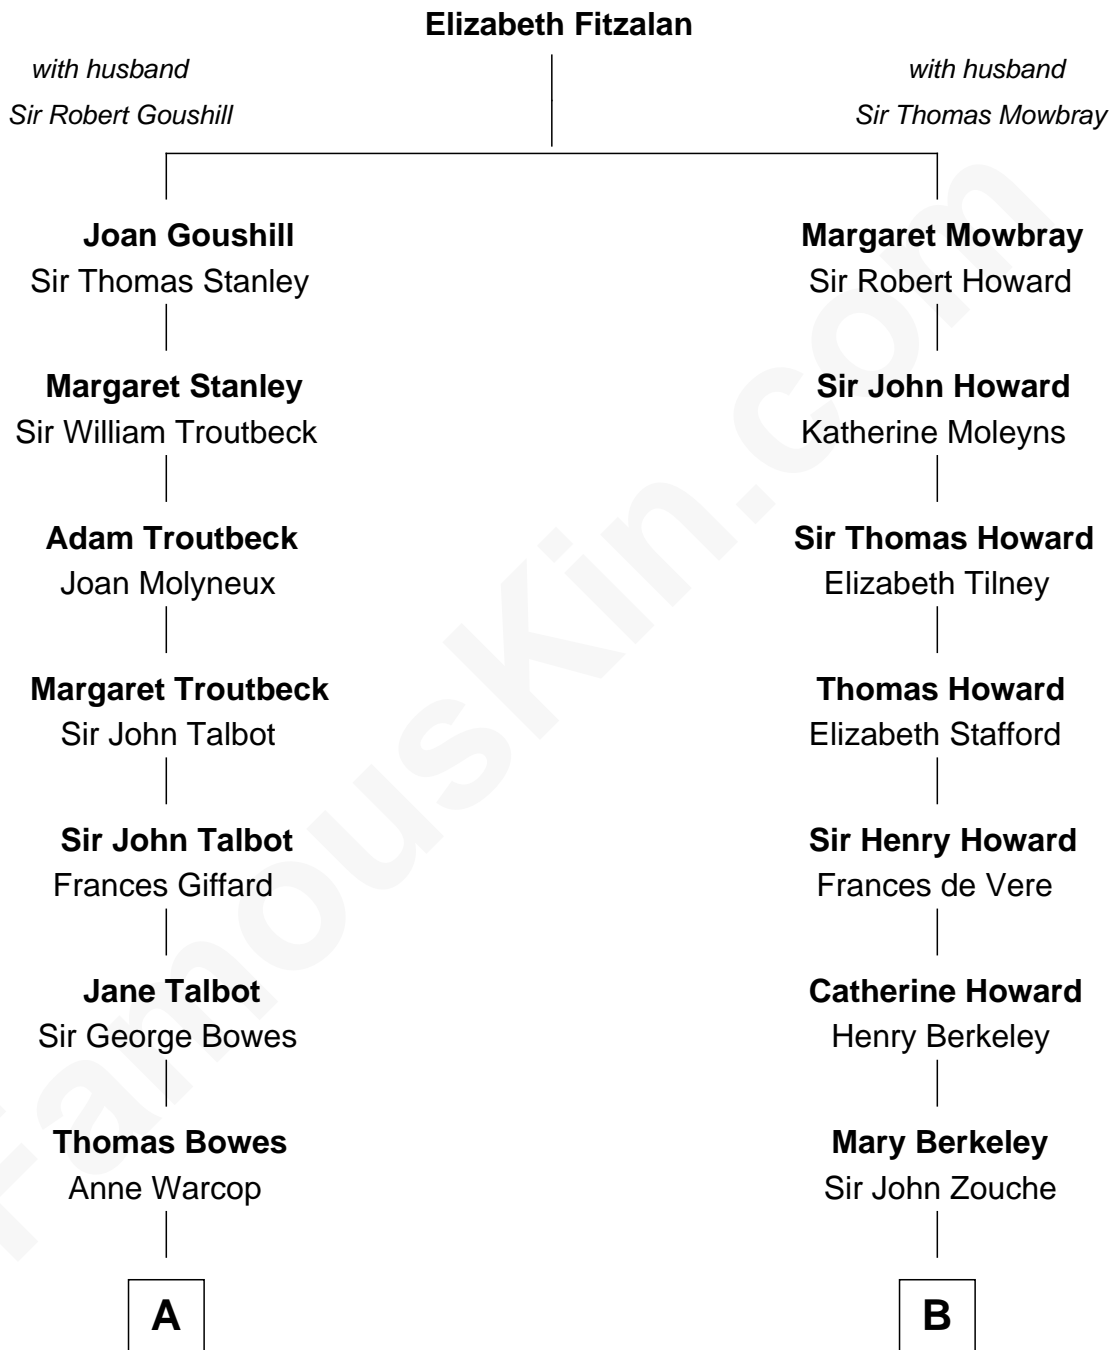 Elizabeth Fitzalan
with husband
Sir Robert Goushill
with husband
Sir Thomas Mowbray
Joan Goushill
Sir Thomas Stanley
Margaret Mowbray
Sir Robert Howard
Margaret Stanley
Sir William Troutbeck
Sir John Howard
Katherine Moleyns
Adam Troutbeck
Joan Molyneux
Sir Thomas Howard
Elizabeth Tilney
Margaret Troutbeck
Sir John Talbot
Thomas Howard
Elizabeth Stafford
Sir John Talbot
Frances Giffard
Sir Henry Howard
Frances de Vere
Jane Talbot
Sir George Bowes
Catherine Howard
Henry Berkeley
Thomas Bowes
Anne Warcop
Mary Berkeley
Sir John Zouche
A
B
FamousKin.com